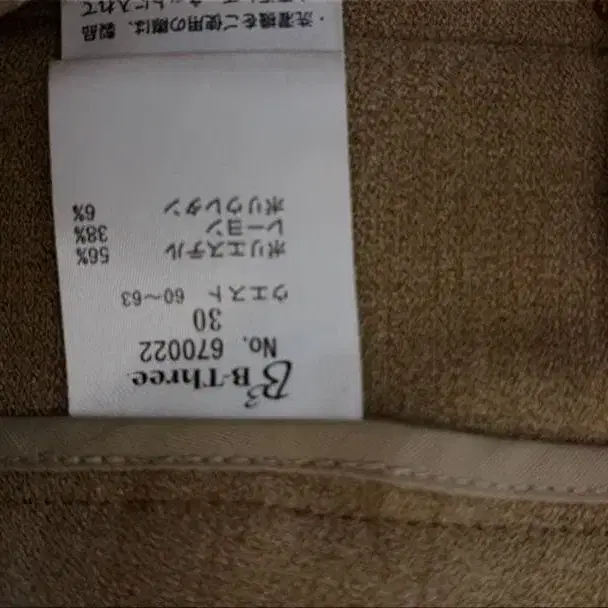 B³ B-Three.
No. 670022
30
ウエスト 60～63
ポリエステル 56%
レーヨン 38%
ポリウレタン 6%
・洗濯機をご使用の際は、製品